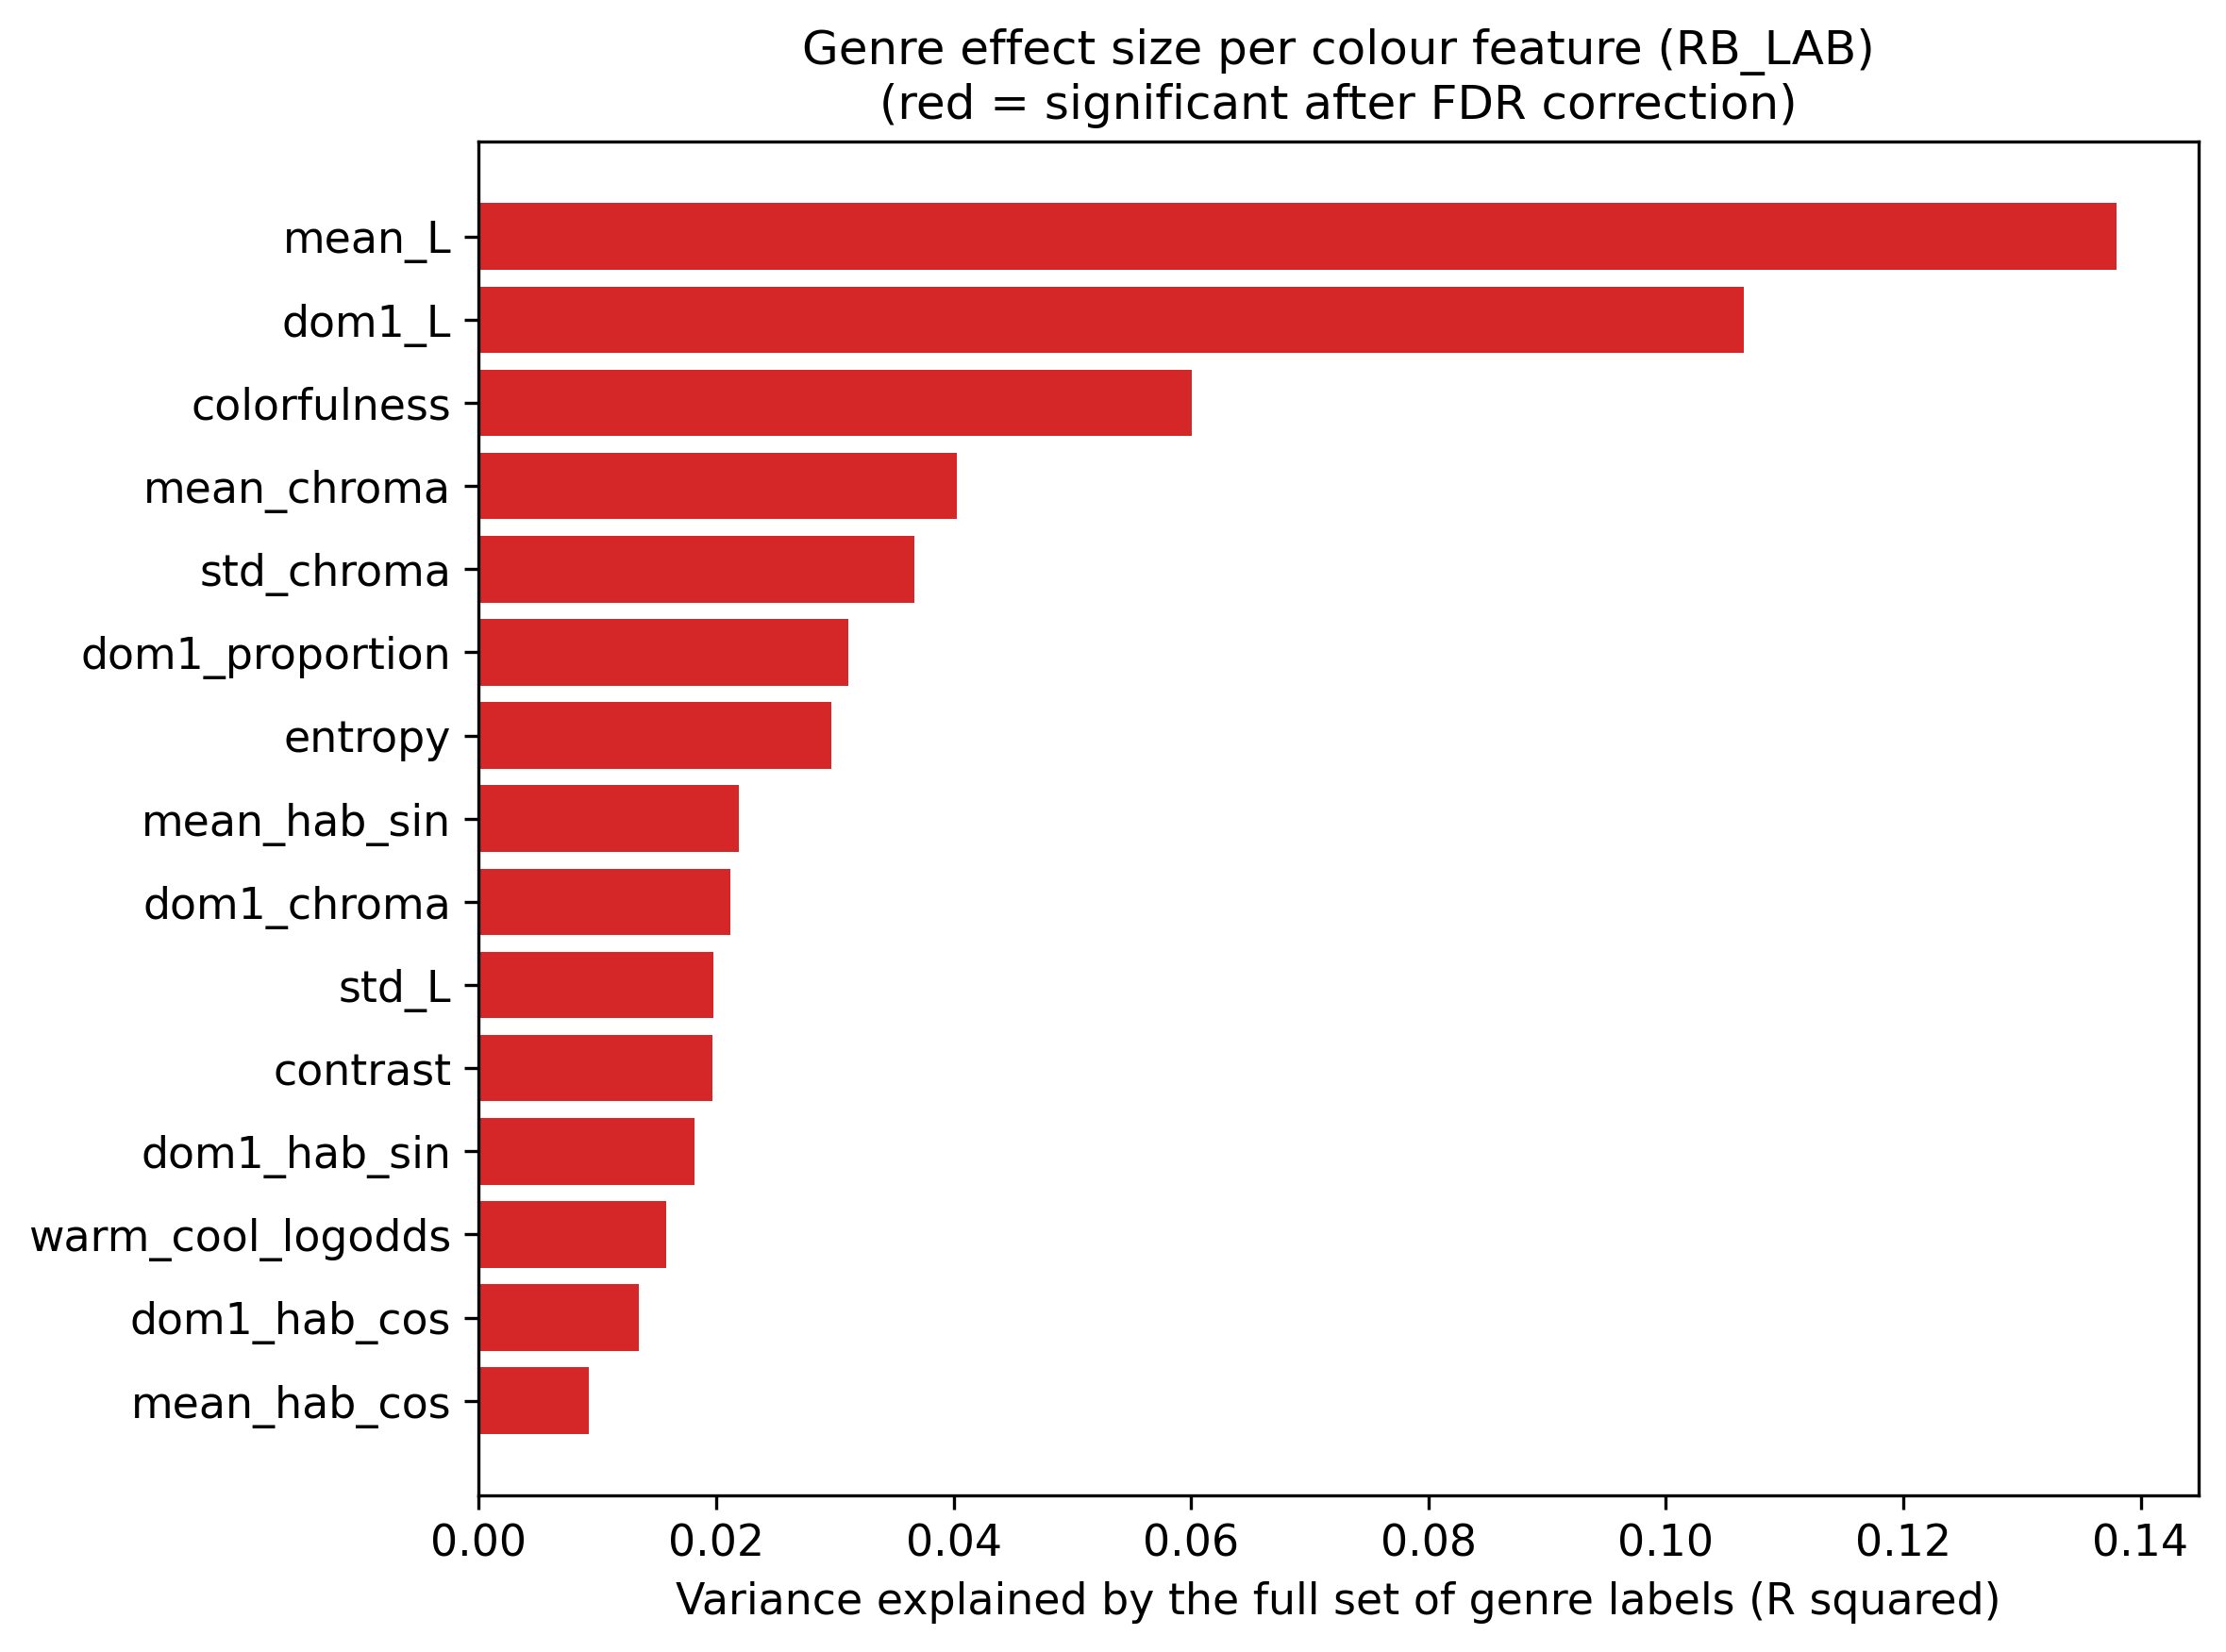 Genre effect size per colour feature (RB_LAB)
(red = significant after FDR correction)
mean_L
dom1_L
colorfulness
mean_chroma
std_chroma
dom1_proportion
entropy
mean_hab_sin
dom1_chroma
std_L
contrast
dom1_hab_sin
warm_cool_logodds
dom1_hab_cos
mean_hab_cos
0.00 0.02 0.04 0.06 0.08 0.10 0.12 0.14
Variance explained by the full set of genre labels (R squared)